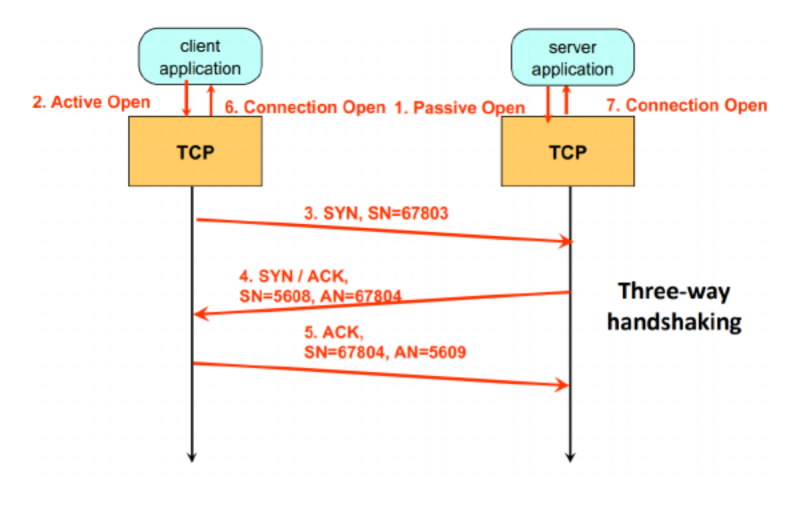 client
application
server
application
2. Active Open
6. Connection Open
1. Passive Open
7. Connection Open
TCP
TCP
3. SYN, SN=67803
4. SYN / ACK,
SN=5608, AN=67804
Three-way
handshaking
5. ACK,
SN=67804, AN=5609